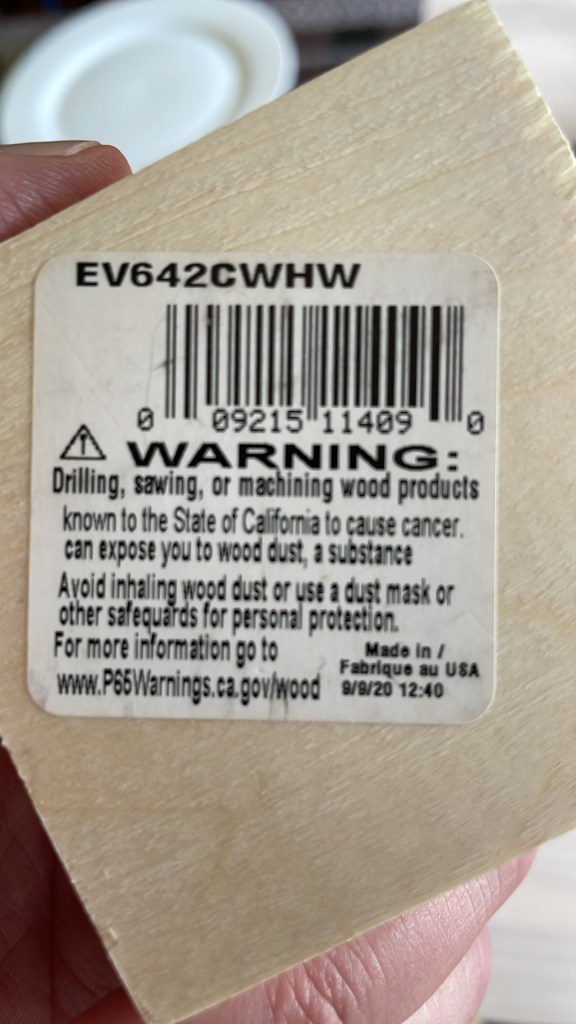 EV642CWHW
0 09215 11409 0
WARNING:
Drilling, sawing, or machining wood products
known to the State of California to cause cancer.
can expose you to wood dust, a substance
Avoid inhaling wood dust or use a dust mask or
other safeguards for personal protection.
For more information go to
www.P65Warnings.ca.gov/wood
Made in /
Fabrique au USA
9/9/20 12:40